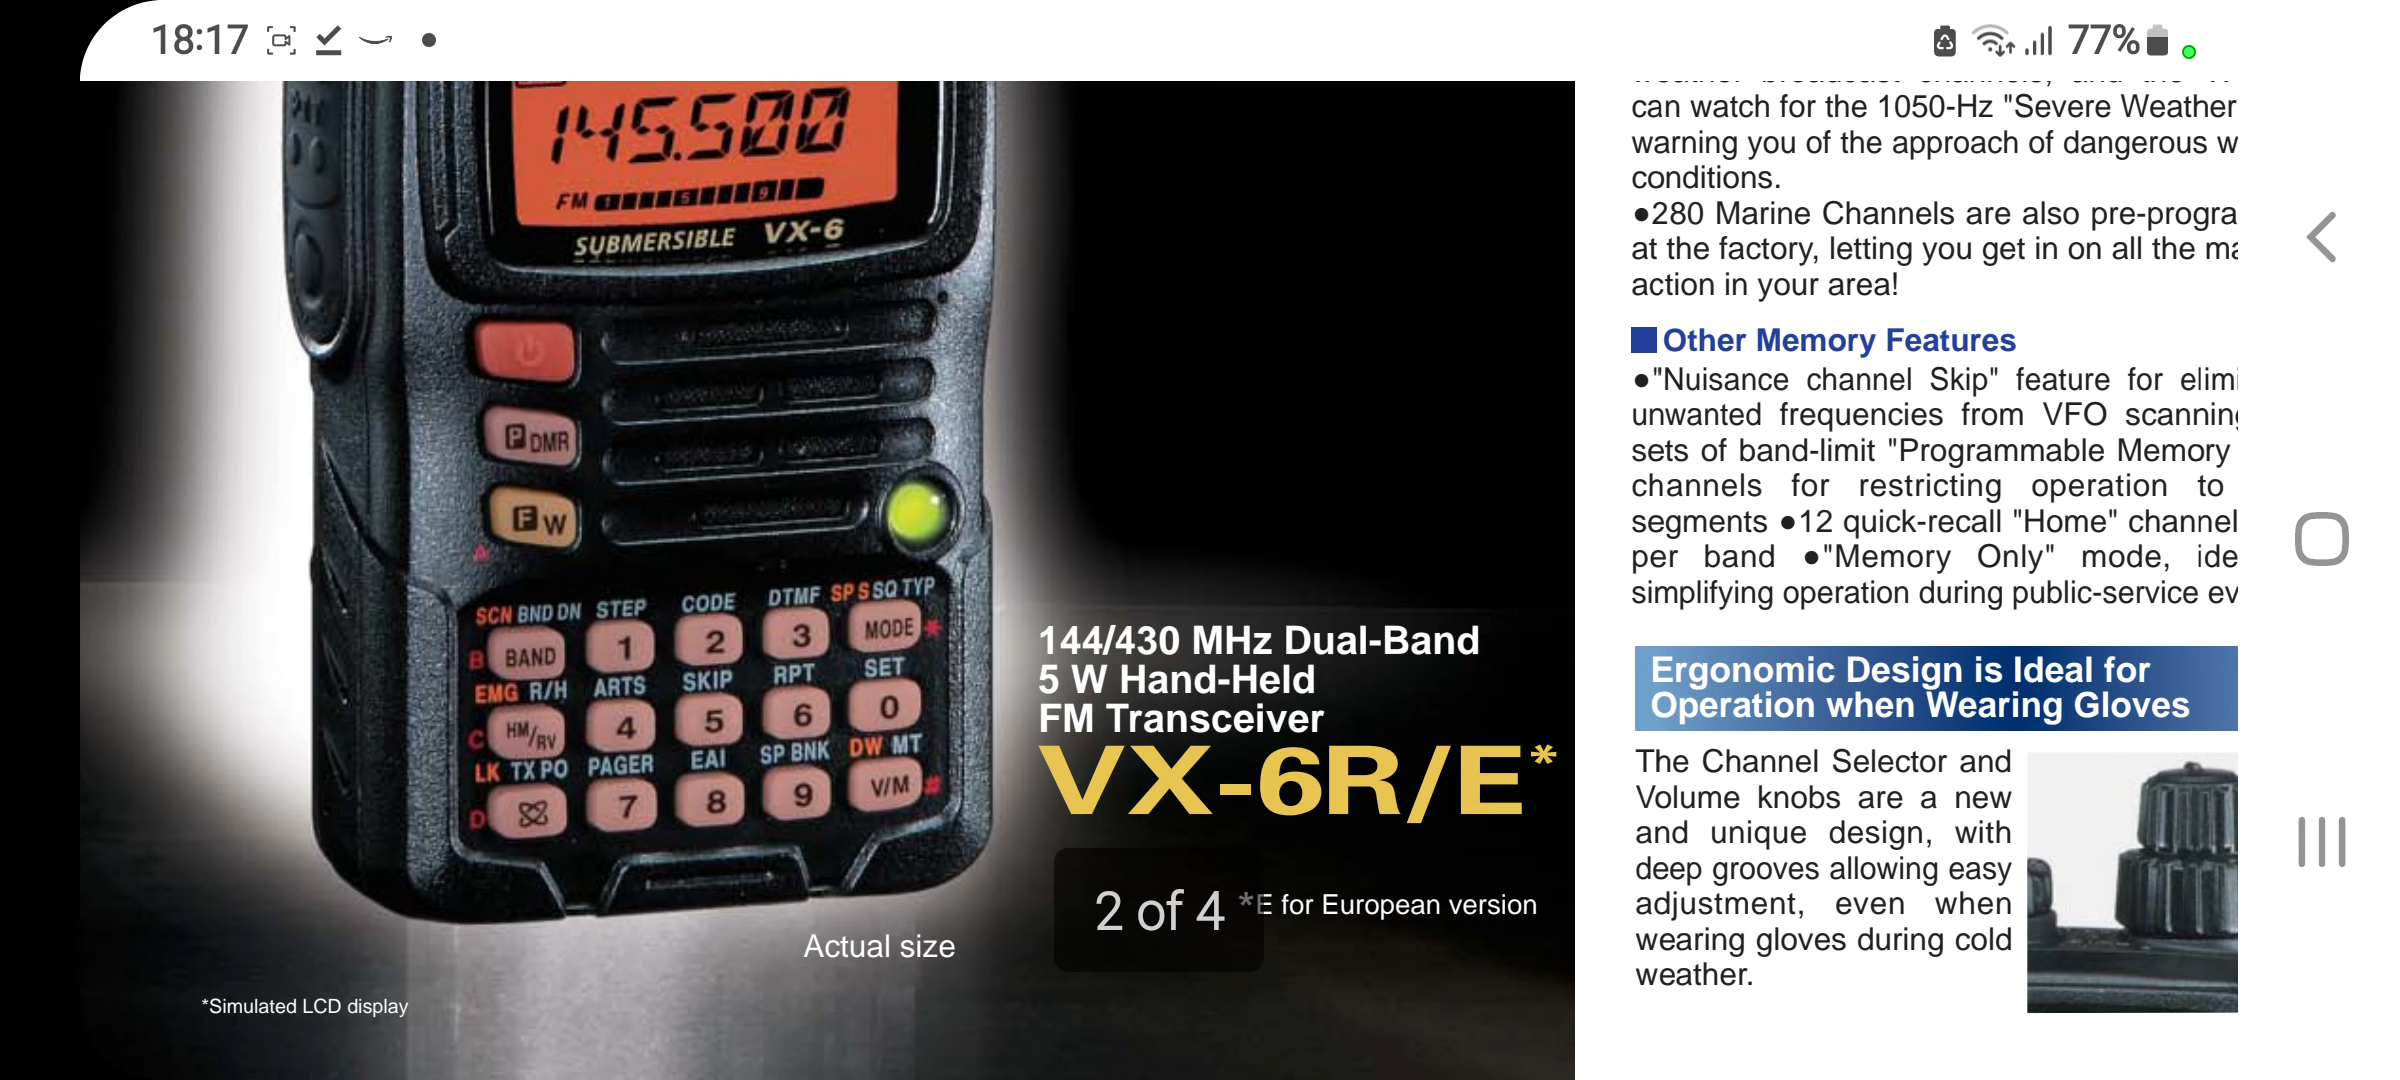 18:17
77%
145.500
FM 1 5 9
SUBMERSIBLE VX-6
P DMR
F W
A
SCN BND DN STEP CODE DTMF SP S SQ TYP
B BAND 1 2 3 MODE *
EMG R/H ARTS SKIP RPT SET
C HM/RV 4 5 6 0
LK TX PO PAGER EAI SP BNK DW MT
D 7 8 9 V/M #
144/430 MHz Dual-Band
5 W Hand-Held
FM Transceiver
VX-6R/E*
2 of 4
*E for European version
Actual size
*Simulated LCD display
can watch for the 1050-Hz "Severe Weather
warning you of the approach of dangerous w
conditions.
●280 Marine Channels are also pre-progra
at the factory, letting you get in on all the ma
action in your area!
Other Memory Features
●"Nuisance channel Skip" feature for elimi
unwanted frequencies from VFO scanning
sets of band-limit "Programmable Memory
channels for restricting operation to
segments ●12 quick-recall "Home" channel
per band ●"Memory Only" mode, ide
simplifying operation during public-service ev
Ergonomic Design is Ideal for
Operation when Wearing Gloves
The Channel Selector and
Volume knobs are a new
and unique design, with
deep grooves allowing easy
adjustment, even when
wearing gloves during cold
weather.